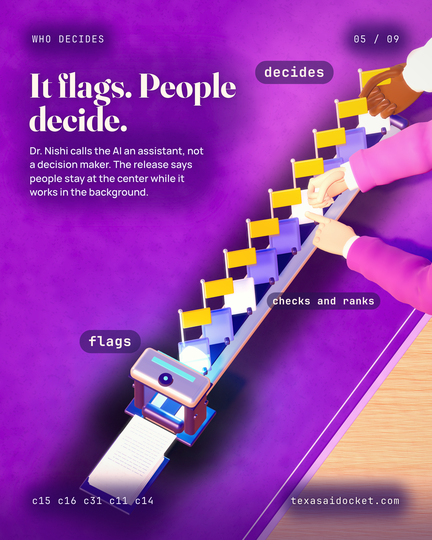 WHO DECIDES
05 / 09
It flags. People
decide.
decides
Dr. Nishi calls the AI an assistant, not
a decision maker. The release says
people stay at the center while it
works in the background.
checks and ranks
flags
c15 c16 c31 c11 c14
texasaidocket.com